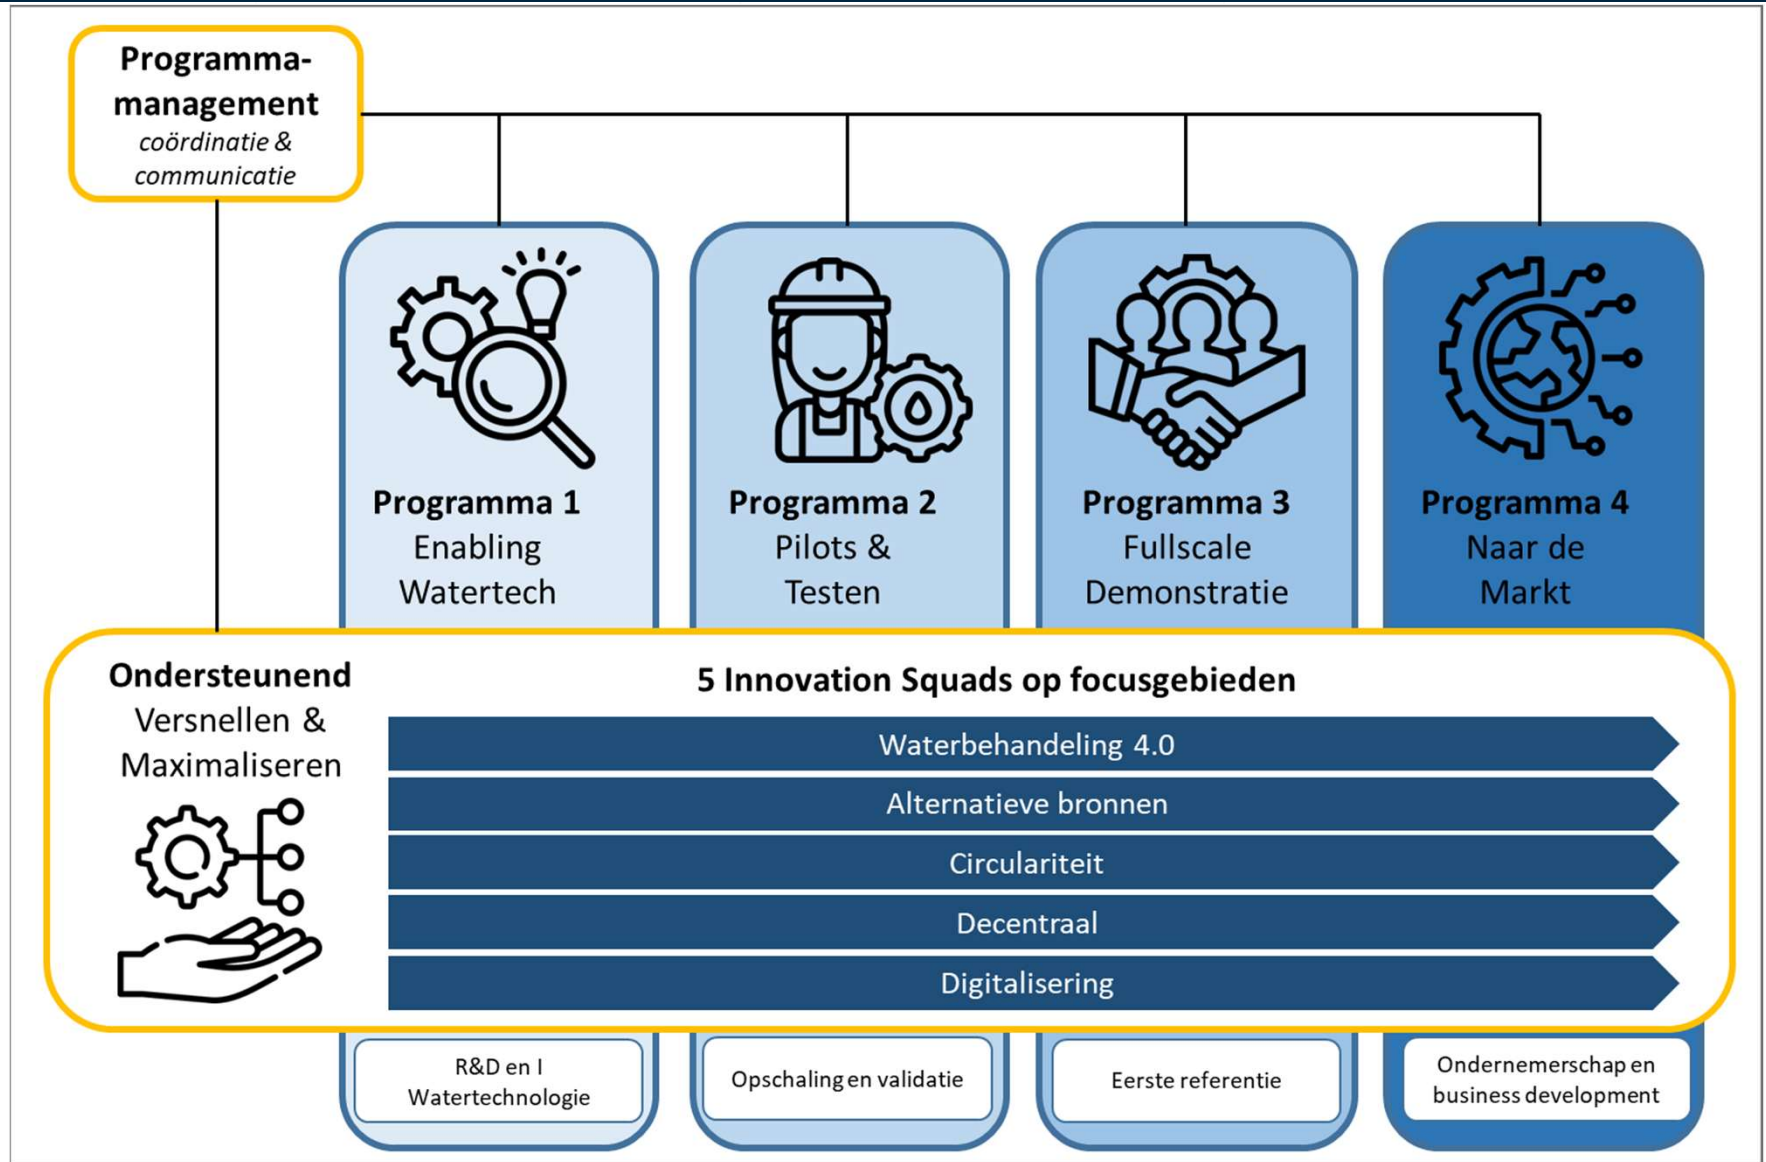 Programma-
management
coördinatie &
communicatie
Programma 1
Enabling
Watertech
Programma 2
Pilots &
Testen
Programma 3
Fullscale
Demonstratie
Programma 4
Naar de
Markt
Ondersteunend
Versnellen &
Maximaliseren
5 Innovation Squads op focusgebieden
Waterbehandeling 4.0
Alternatieve bronnen
Circulariteit
Decentraal
Digitalisering
R&D en I
Watertechnologie
Opschaling en validatie
Eerste referentie
Ondernemerschap en
business development